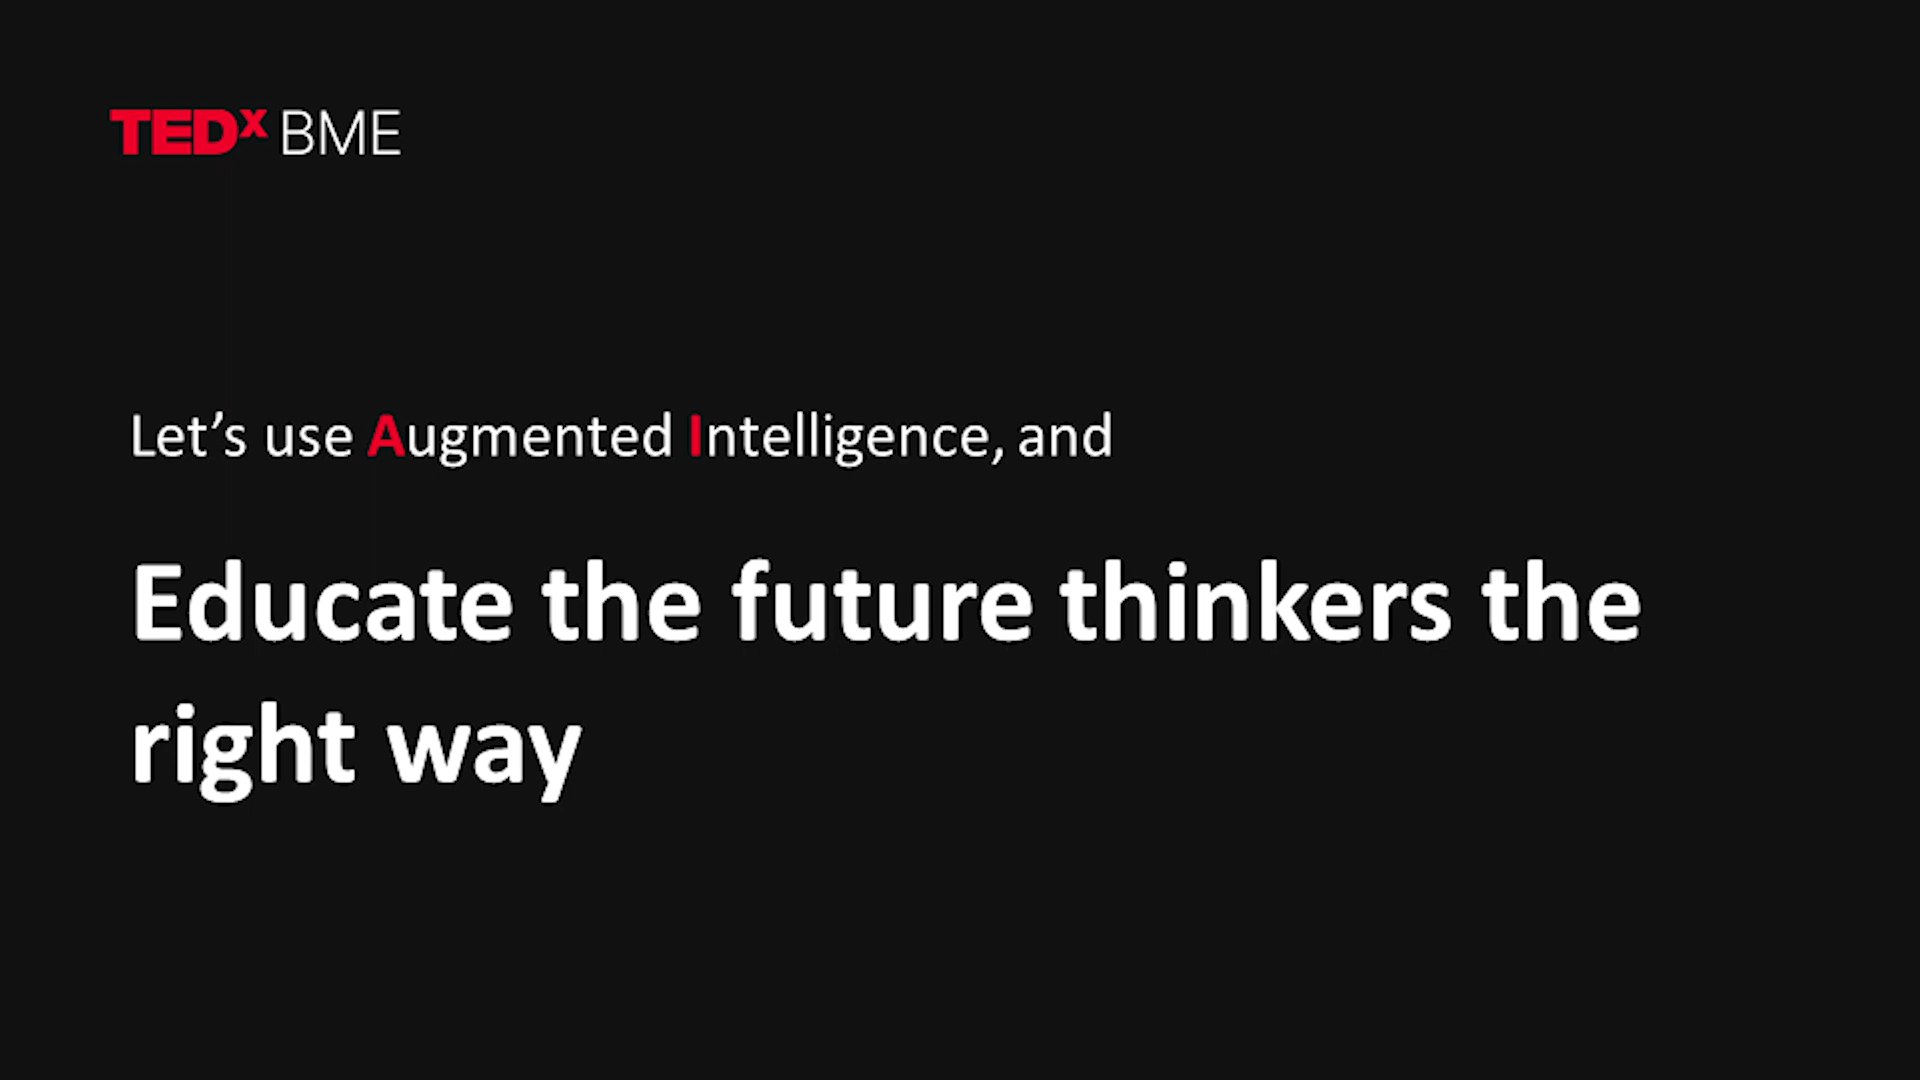 TEDx BME
Let’s use Augmented Intelligence, and
Educate the future thinkers the
right way